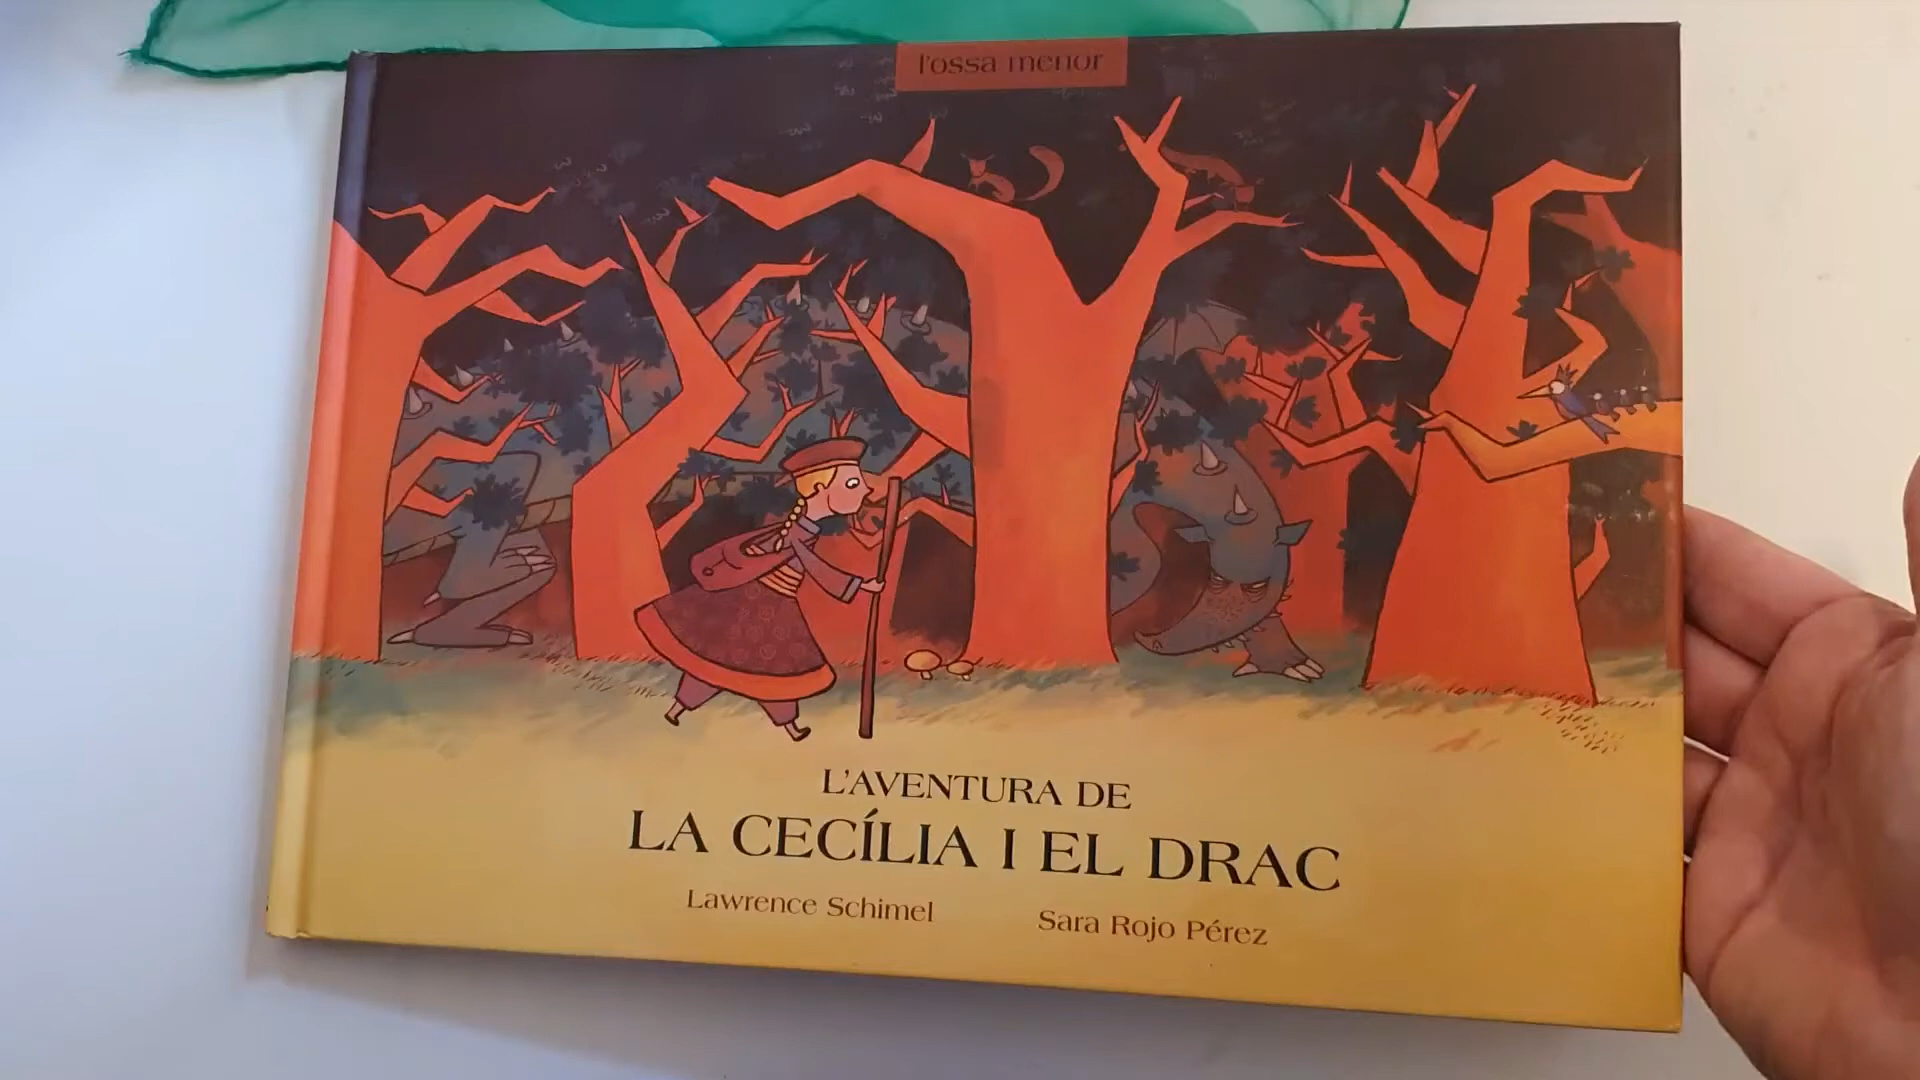 l'ossa menor
L'AVENTURA DE
LA CECÍLIA I EL DRAC
Lawrence Schimel
Sara Rojo Pérez